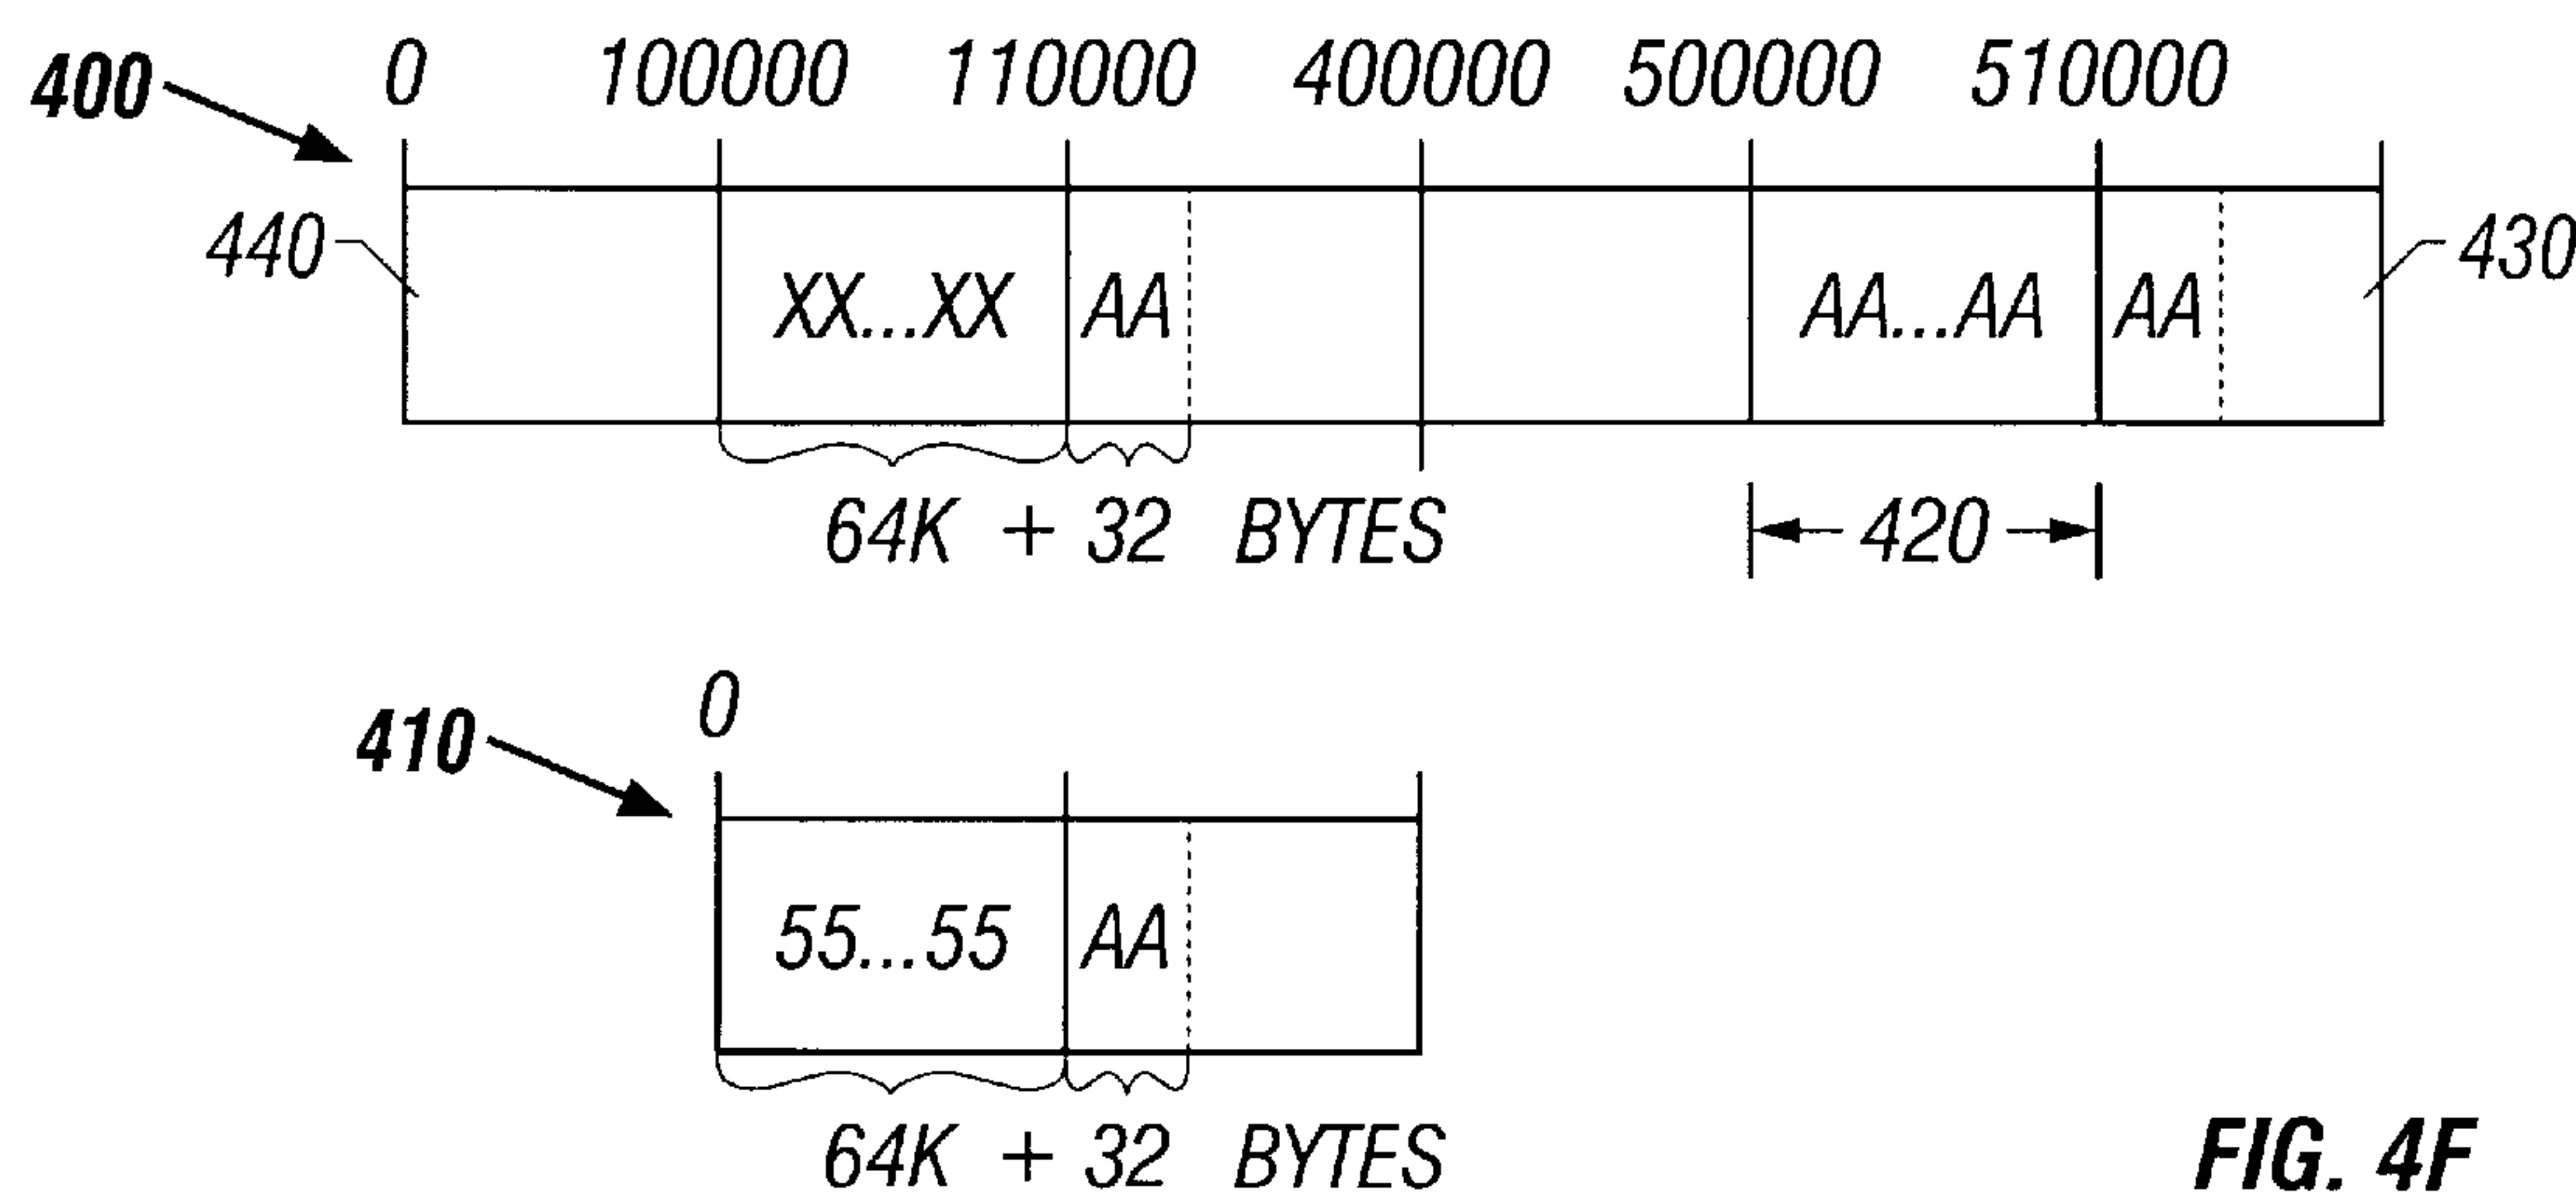 400 0 100000 110000 400000 500000 510000
440 XX...XX AA AA...AA AA 430
64K + 32 BYTES 420
0
410
55...55 AA
64K + 32 BYTES
FIG. 4F